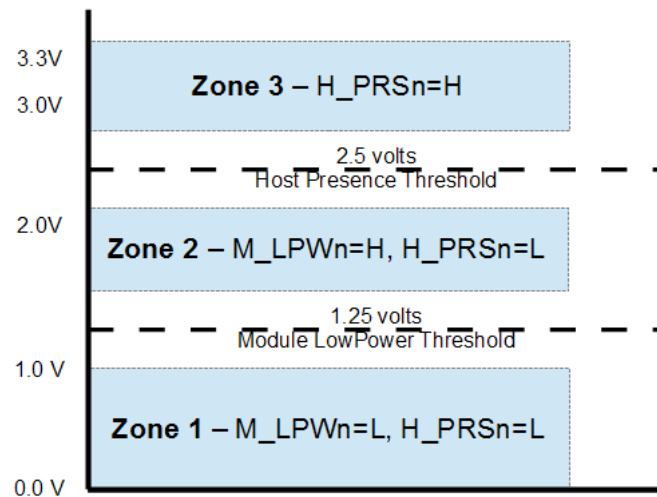 3.3V
Zone 3 – H_PRSn=H
3.0V
2.5 volts
Host Presence Threshold
2.0V
Zone 2 – M_LPWn=H, H_PRSn=L
1.25 volts
Module LowPower Threshold
1.0 V
Zone 1 – M_LPWn=L, H_PRSn=L
0.0 V